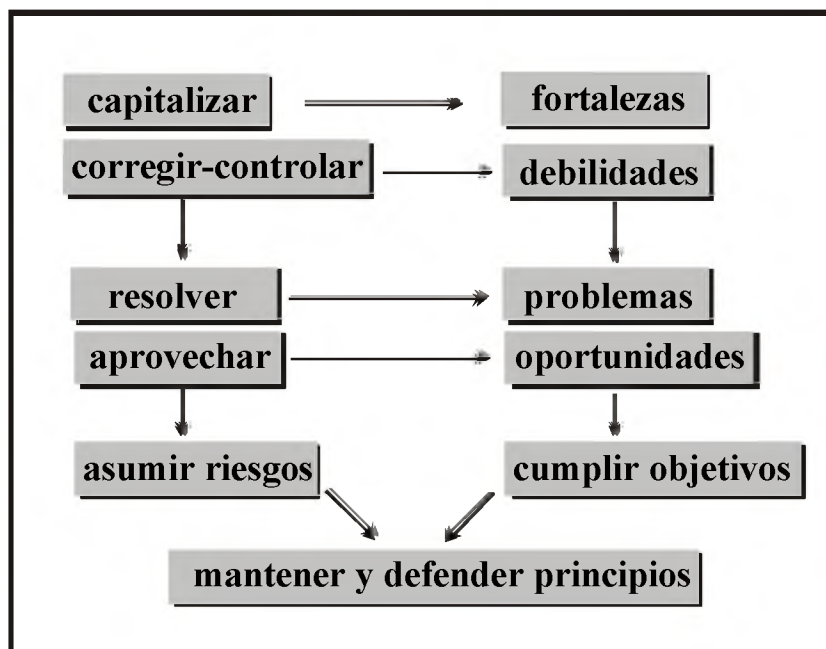 capitalizar
fortalezas
corregir-controlar
debilidades
resolver
problemas
aprovechar
oportunidades
asumir riesgos
cumplir objetivos
mantener y defender principios